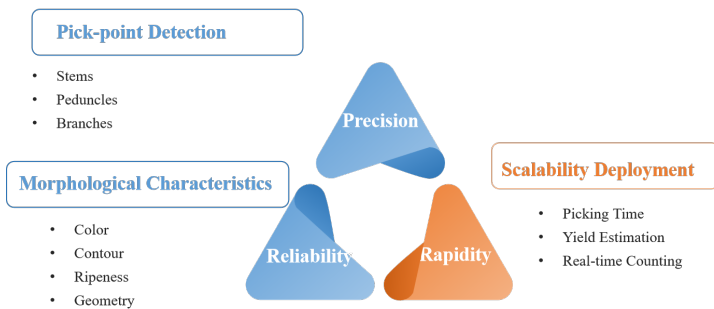 Pick-point Detection
• Stems
• Peduncles
• Branches
Precision
Morphological Characteristics
• Color
• Contour
• Ripeness
• Geometry
Reliability
Rapidity
Scalability Deployment
• Picking Time
• Yield Estimation
• Real-time Counting